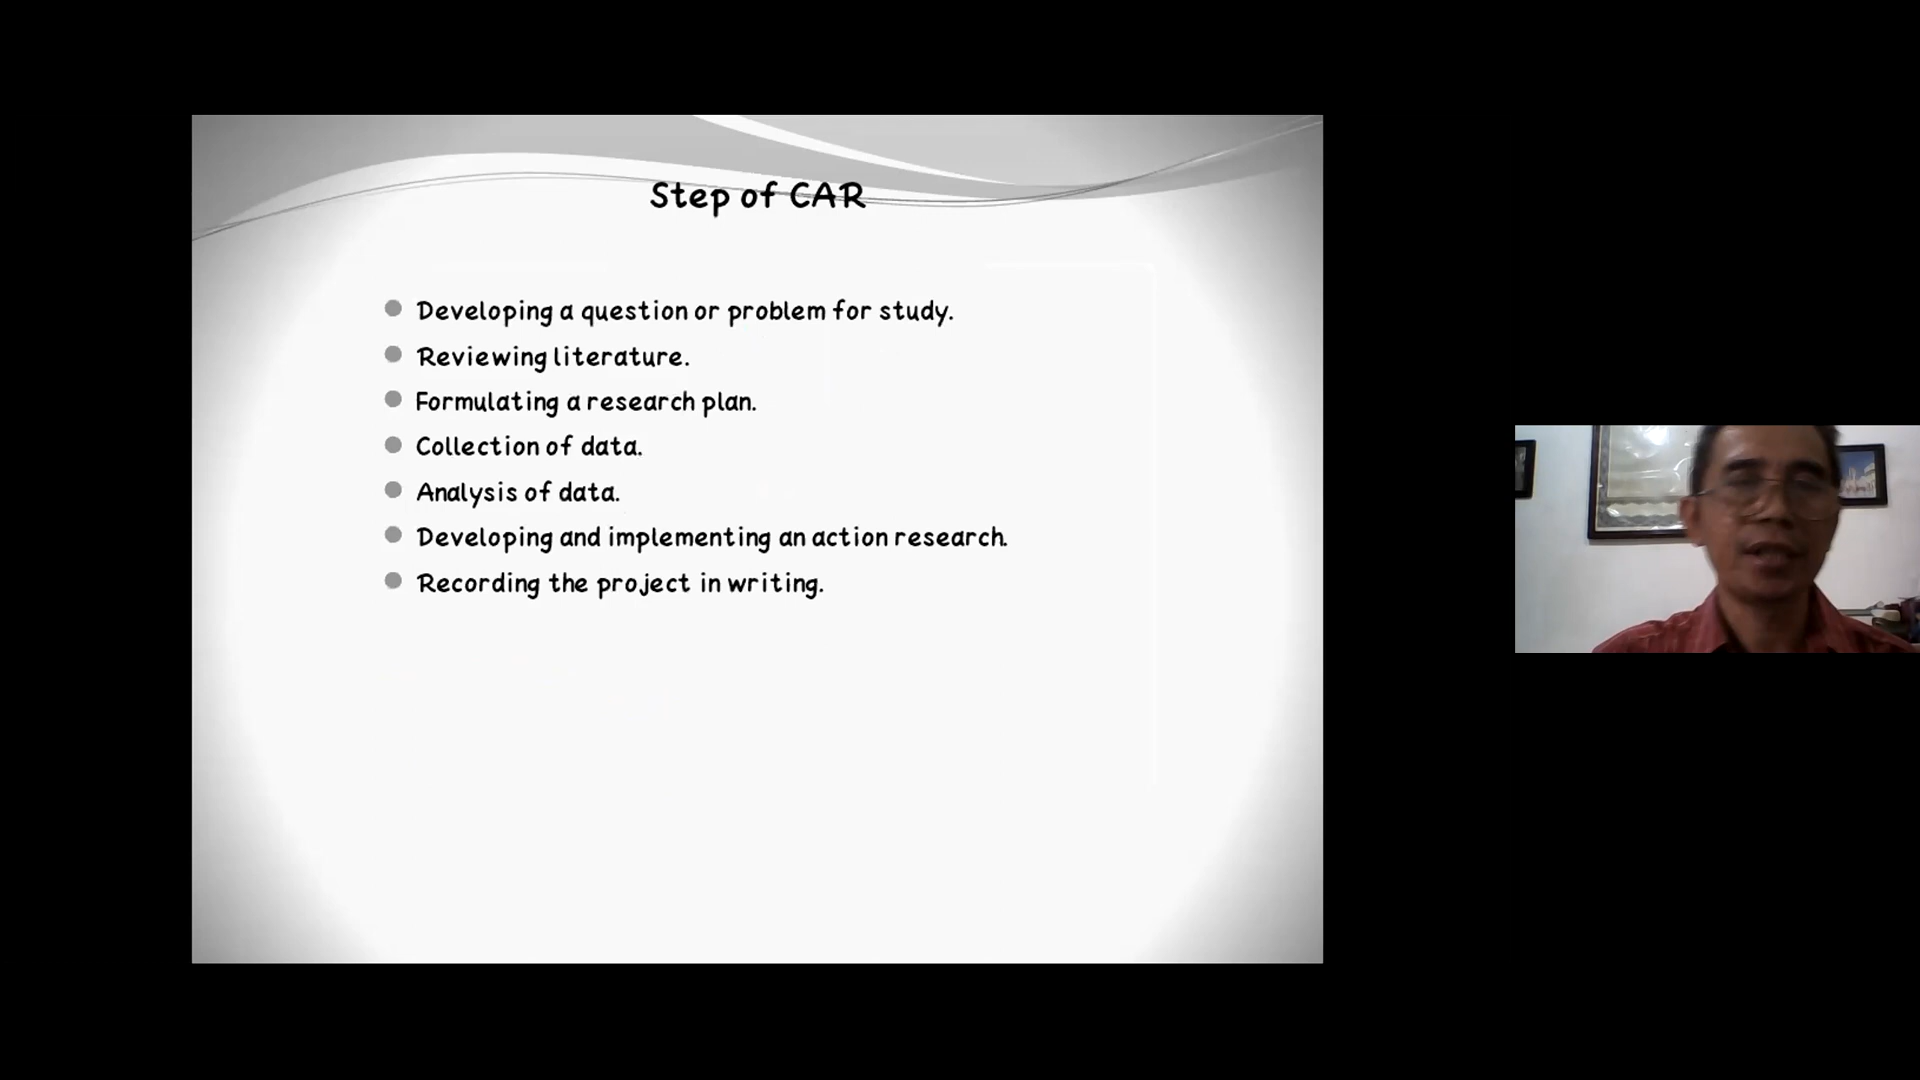 Step of CAR
Developing a question or problem for study.
Reviewing literature.
Formulating a research plan.
Collection of data.
Analysis of data.
Developing and implementing an action research.
Recording the project in writing.